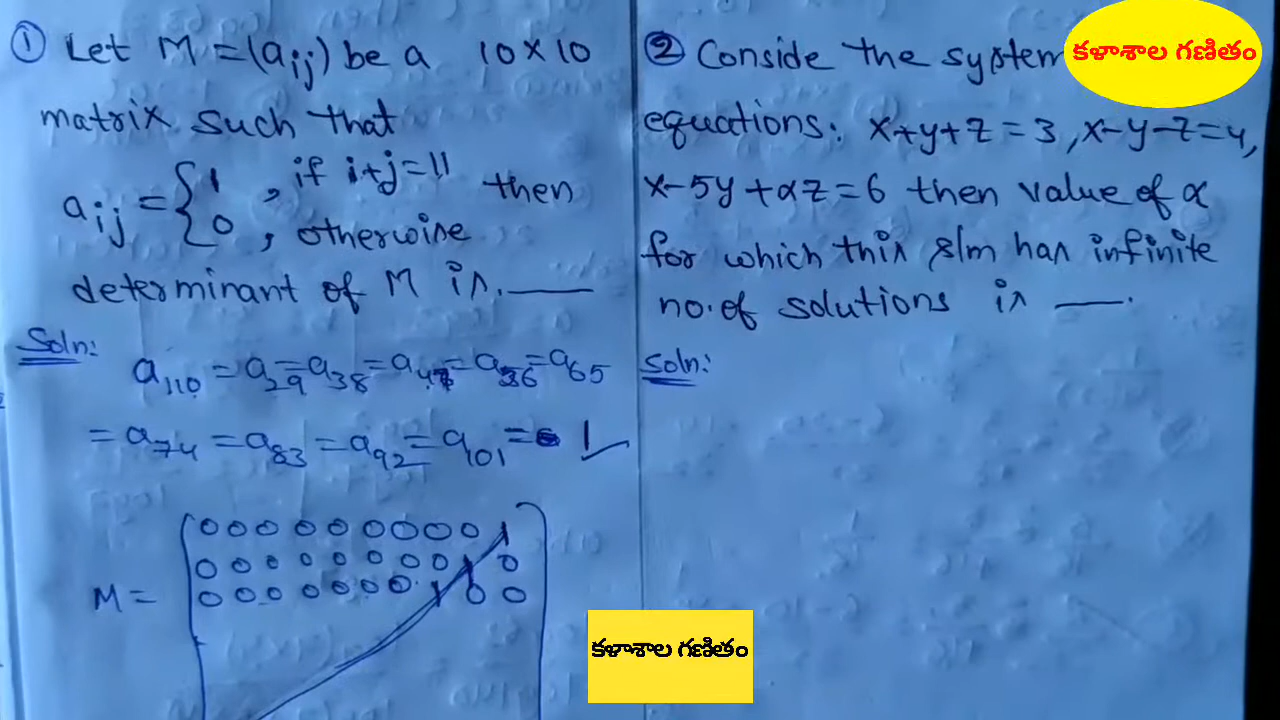 ① Let M = (aij) be a 10×10
matrix such that
aij = { 1 , if i+j=11
0 , otherwise
then
determinant of M is. ___
Soln:
a110 = a29 = a38 = a47 = a56 = a65
= a74 = a83 = a92 = a101 = 1
M =
0 0 0 0 0 0 0 0 0 1
0 0 0 0 0 0 0 0 1 0
0 0 0 0 0 0 0 1 0 0
② Conside the system
equations: x+y+z=3, x-y-z=4,
x-5y+αz=6 then value of α
for which this s/m has infinite
no. of solutions is ___.
Soln:
కళాశాల గణితం
కళాశాల గణితం